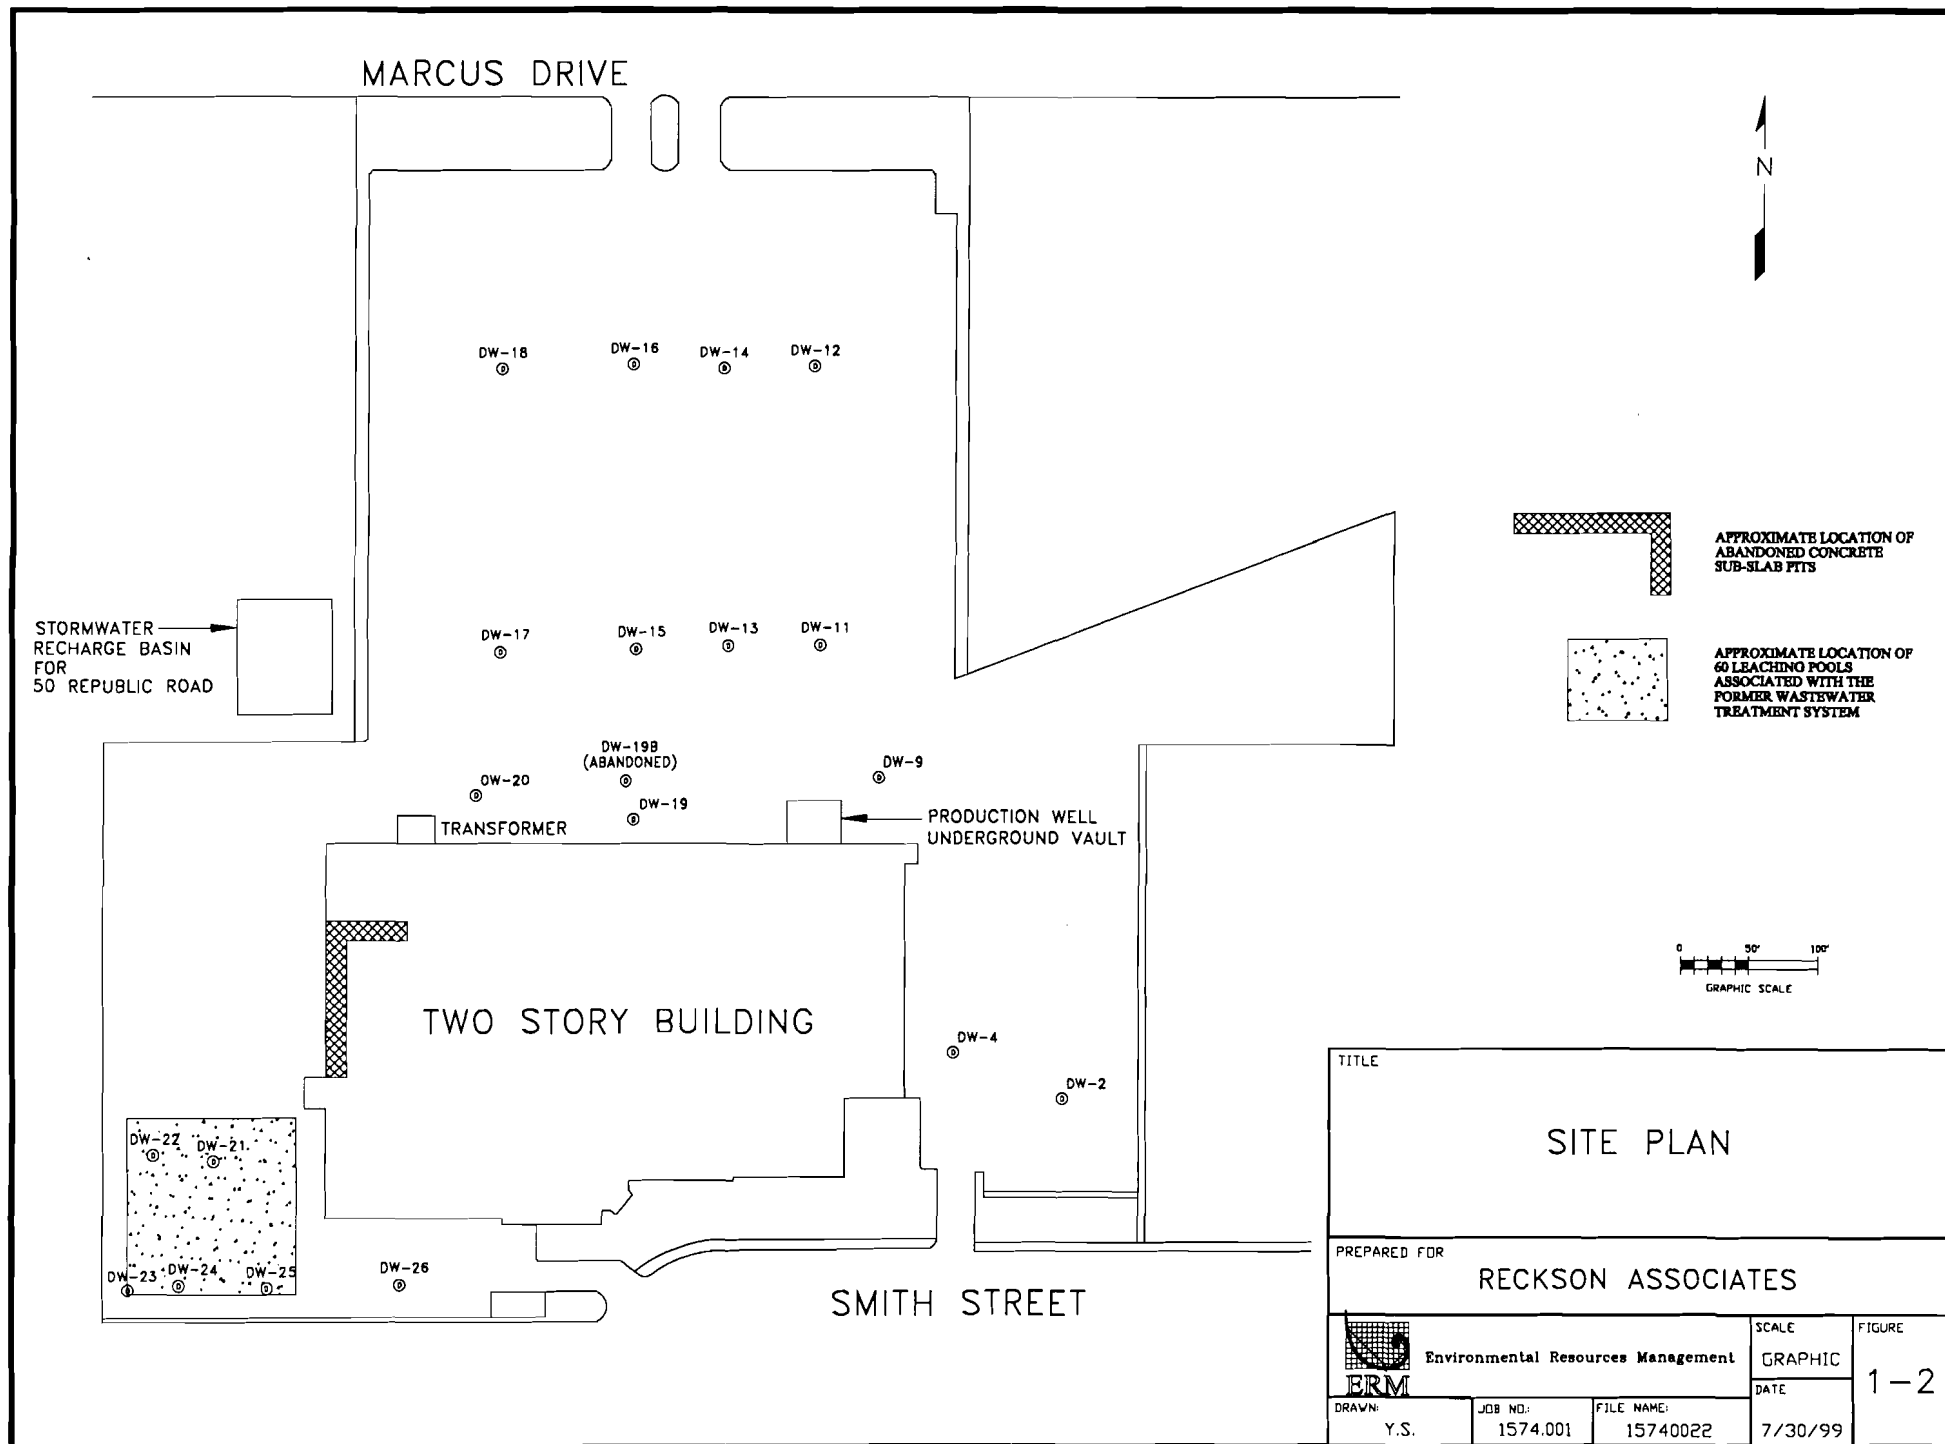 MARCUS DRIVE
N
DW-18
DW-16
DW-14
DW-12
APPROXIMATE LOCATION OF
ABANDONED CONCRETE
SUB-SLAB PITS
STORMWATER
RECHARGE BASIN
FOR
50 REPUBLIC ROAD
DW-17
DW-15
DW-13
DW-11
APPROXIMATE LOCATION OF
60 LEACHING POOLS
ASSOCIATED WITH THE
FORMER WASTEWATER
TREATMENT SYSTEM
DW-19B
(ABANDONED)
DW-9
DW-20
DW-19
TRANSFORMER
PRODUCTION WELL
UNDERGROUND VAULT
0 50' 100'
GRAPHIC SCALE
TWO STORY BUILDING
DW-4
DW-2
DW-22
DW-21
DW-23
DW-24
DW-25
DW-26
SMITH STREET
TITLE
SITE PLAN
PREPARED FOR
RECKSON ASSOCIATES
ERM
Environmental Resources Management
SCALE
GRAPHIC
FIGURE
1-2
DRAWN:
Y.S.
JOB NO.:
1574.001
FILE NAME:
15740022
DATE
7/30/99